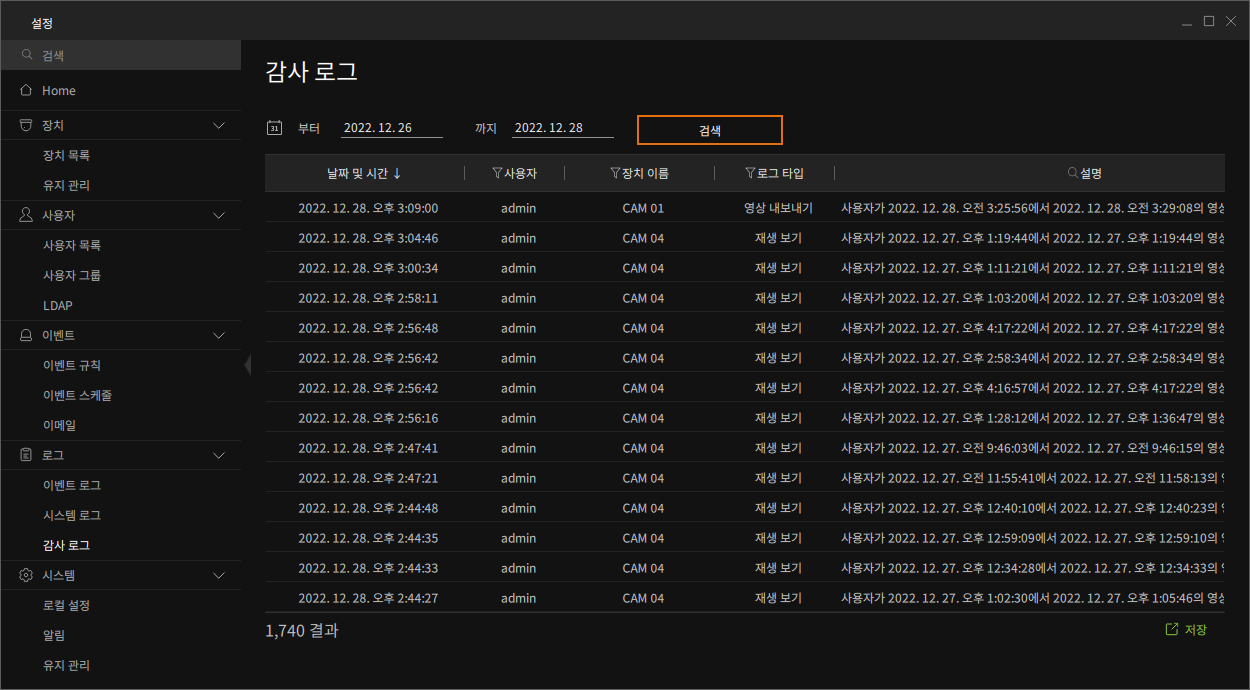 설정
검색
Home
장치
장치 목록
유지 관리
사용자
사용자 목록
사용자 그룹
LDAP
이벤트
이벤트 규칙
이벤트 스케줄
이메일
로그
이벤트 로그
시스템 로그
감사 로그
시스템
로컬 설정
알림
유지 관리
감사 로그
31 부터 2022. 12. 26 까지 2022. 12. 28 검색
날짜 및 시간 ↓ 사용자 장치 이름 로그 타입 설명
2022. 12. 28. 오후 3:09:00 admin CAM 01 영상 내보내기 사용자가 2022. 12. 28. 오전 3:25:56에서 2022. 12. 28. 오전 3:29:08의 영상
2022. 12. 28. 오후 3:04:46 admin CAM 04 재생 보기 사용자가 2022. 12. 27. 오후 1:19:44에서 2022. 12. 27. 오후 1:19:44의 영상
2022. 12. 28. 오후 3:00:34 admin CAM 04 재생 보기 사용자가 2022. 12. 27. 오후 1:11:21에서 2022. 12. 27. 오후 1:11:21의 영상
2022. 12. 28. 오후 2:58:11 admin CAM 04 재생 보기 사용자가 2022. 12. 27. 오후 1:03:20에서 2022. 12. 27. 오후 1:03:20의 영상
2022. 12. 28. 오후 2:56:48 admin CAM 04 재생 보기 사용자가 2022. 12. 27. 오후 4:17:22에서 2022. 12. 27. 오후 4:17:22의 영상
2022. 12. 28. 오후 2:56:42 admin CAM 04 재생 보기 사용자가 2022. 12. 27. 오후 2:58:34에서 2022. 12. 27. 오후 2:58:34의 영상
2022. 12. 28. 오후 2:56:42 admin CAM 04 재생 보기 사용자가 2022. 12. 27. 오후 4:16:57에서 2022. 12. 27. 오후 4:17:22의 영상
2022. 12. 28. 오후 2:56:16 admin CAM 04 재생 보기 사용자가 2022. 12. 27. 오후 1:28:12에서 2022. 12. 27. 오후 1:36:47의 영상
2022. 12. 28. 오후 2:47:41 admin CAM 04 재생 보기 사용자가 2022. 12. 27. 오전 9:46:03에서 2022. 12. 27. 오전 9:46:15의 영상
2022. 12. 28. 오후 2:47:21 admin CAM 04 재생 보기 사용자가 2022. 12. 27. 오전 11:55:41에서 2022. 12. 27. 오전 11:58:13의
2022. 12. 28. 오후 2:44:48 admin CAM 04 재생 보기 사용자가 2022. 12. 27. 오후 12:40:10에서 2022. 12. 27. 오후 12:40:23의
2022. 12. 28. 오후 2:44:35 admin CAM 04 재생 보기 사용자가 2022. 12. 27. 오후 12:59:09에서 2022. 12. 27. 오후 12:59:10의
2022. 12. 28. 오후 2:44:33 admin CAM 04 재생 보기 사용자가 2022. 12. 27. 오후 12:34:28에서 2022. 12. 27. 오후 12:34:33의
2022. 12. 28. 오후 2:44:27 admin CAM 04 재생 보기 사용자가 2022. 12. 27. 오후 1:02:30에서 2022. 12. 27. 오후 1:05:46의 영상
1,740 결과
저장